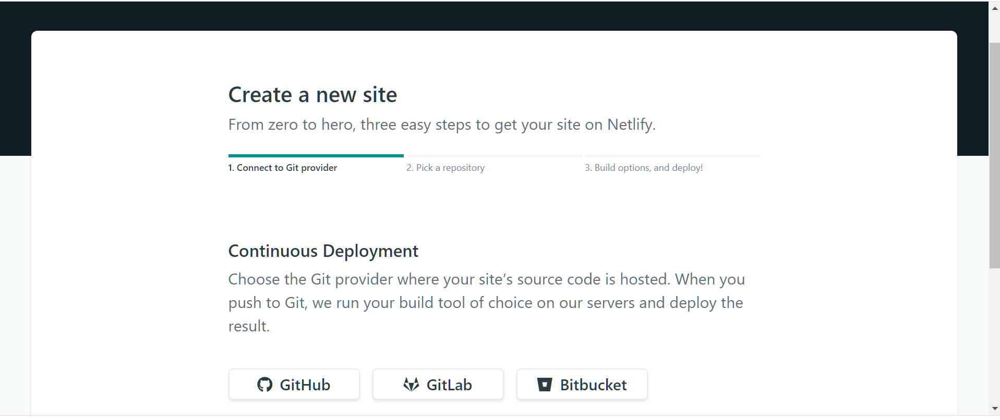 Create a new site
From zero to hero, three easy steps to get your site on Netlify.
1. Connect to Git provider
2. Pick a repository
3. Build options, and deploy!
Continuous Deployment
Choose the Git provider where your site’s source code is hosted. When you
push to Git, we run your build tool of choice on our servers and deploy the
result.
GitHub
GitLab
Bitbucket